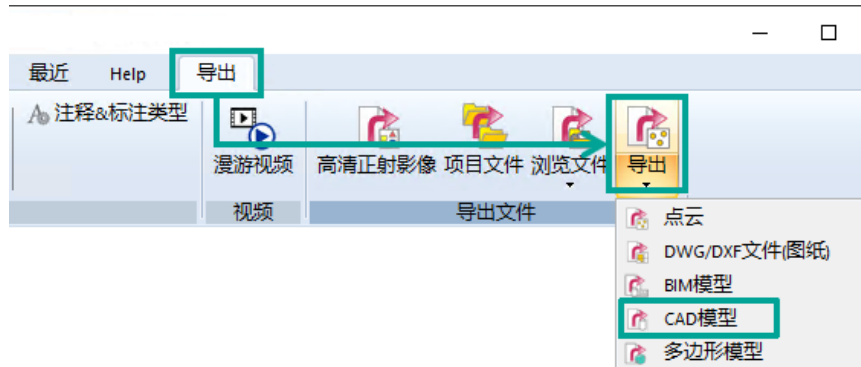 最近 Help 导出
注释&标注类型
漫游视频 高清正射影像 项目文件 浏览文件 导出
视频 导出文件
点云
DWG/DXF文件(图纸)
BIM模型
CAD模型
多边形模型